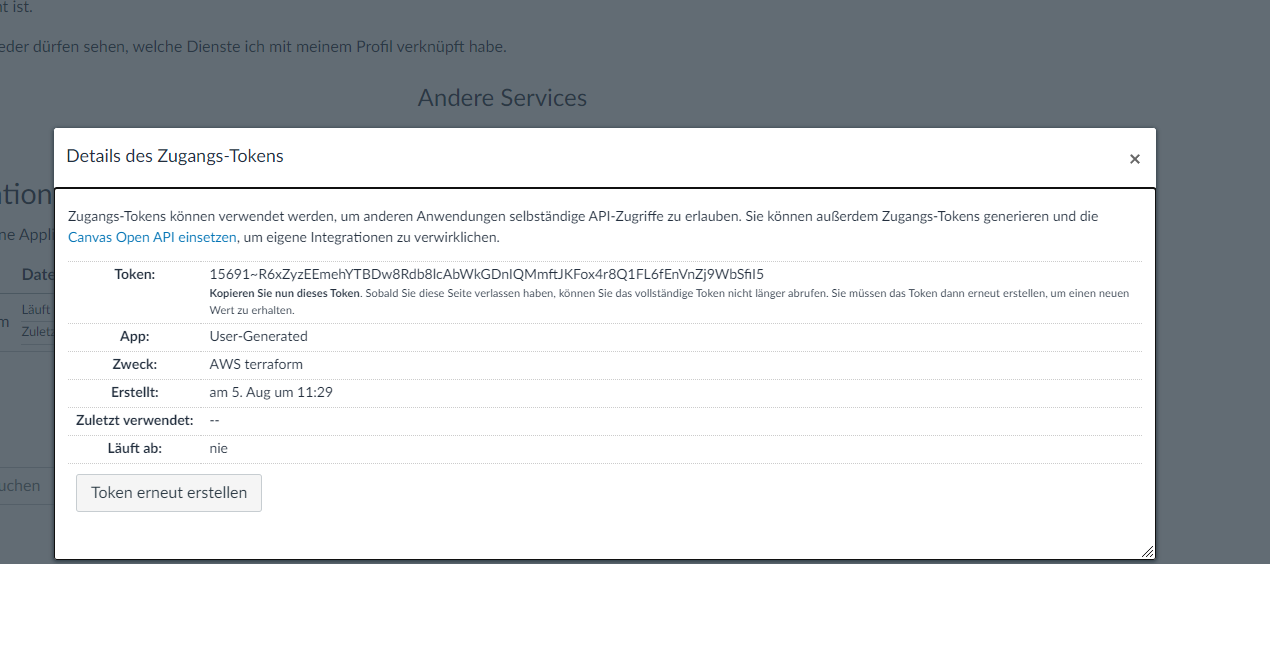 t ist.
eder dürfen sehen, welche Dienste ich mit meinem Profil verknüpft habe.
Andere Services
Details des Zugangs-Tokens
×
tion
Zugangs-Tokens können verwendet werden, um anderen Anwendungen selbständige API-Zugriffe zu erlauben. Sie können außerdem Zugangs-Tokens generieren und die
ne Appli
Canvas Open API einsetzen, um eigene Integrationen zu verwirklichen.
Date
Token: 15691~R6xZyzEEmehYTBDw8Rdb8lcAbWkGDnIQMmftJKFox4r8Q1FL6fEnVnZj9WbSfiI5
Kopieren Sie nun dieses Token. Sobald Sie diese Seite verlassen haben, können Sie das vollständige Token nicht länger abrufen. Sie müssen das Token dann erneut erstellen, um einen neuen
Wert zu erhalten.
Läuft
m
Zuletz
App: User-Generated
Zweck: AWS terraform
Erstellt: am 5. Aug um 11:29
Zuletzt verwendet: --
Läuft ab: nie
uchen
Token erneut erstellen